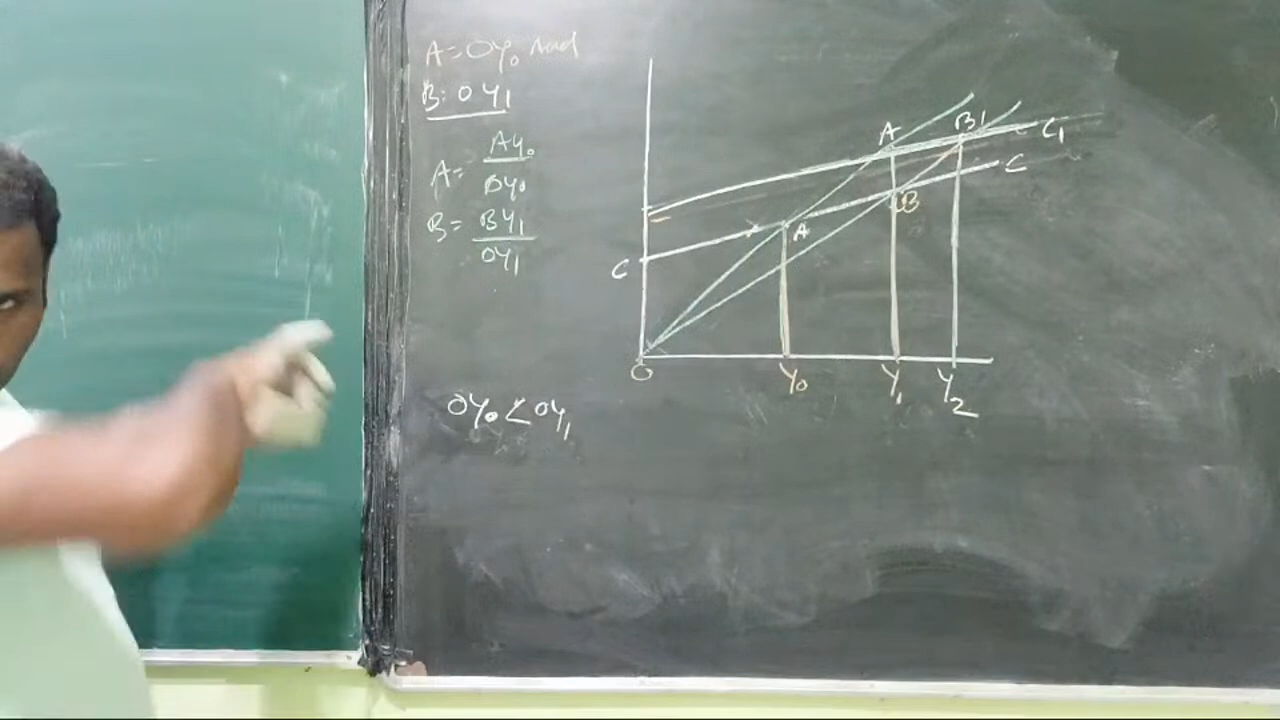 A = OY₀ And
B: OY₁
A = AY₀
OY₀
B = BY₁
OY₁
OY₀ < OY₁
A B1 C₁
C
B
A
C
O Y₀ Y₁ Y₂